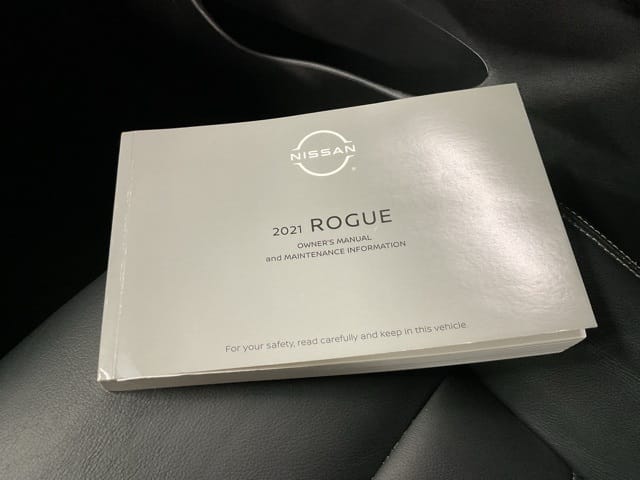 NISSAN
®
2021 ROGUE
OWNER'S MANUAL
and MAINTENANCE INFORMATION
For your safety, read carefully and keep in this vehicle.